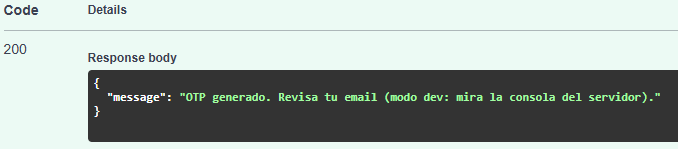 Code Details
200
Response body
{
"message": "OTP generado. Revisa tu email (modo dev: mira la consola del servidor)."
}